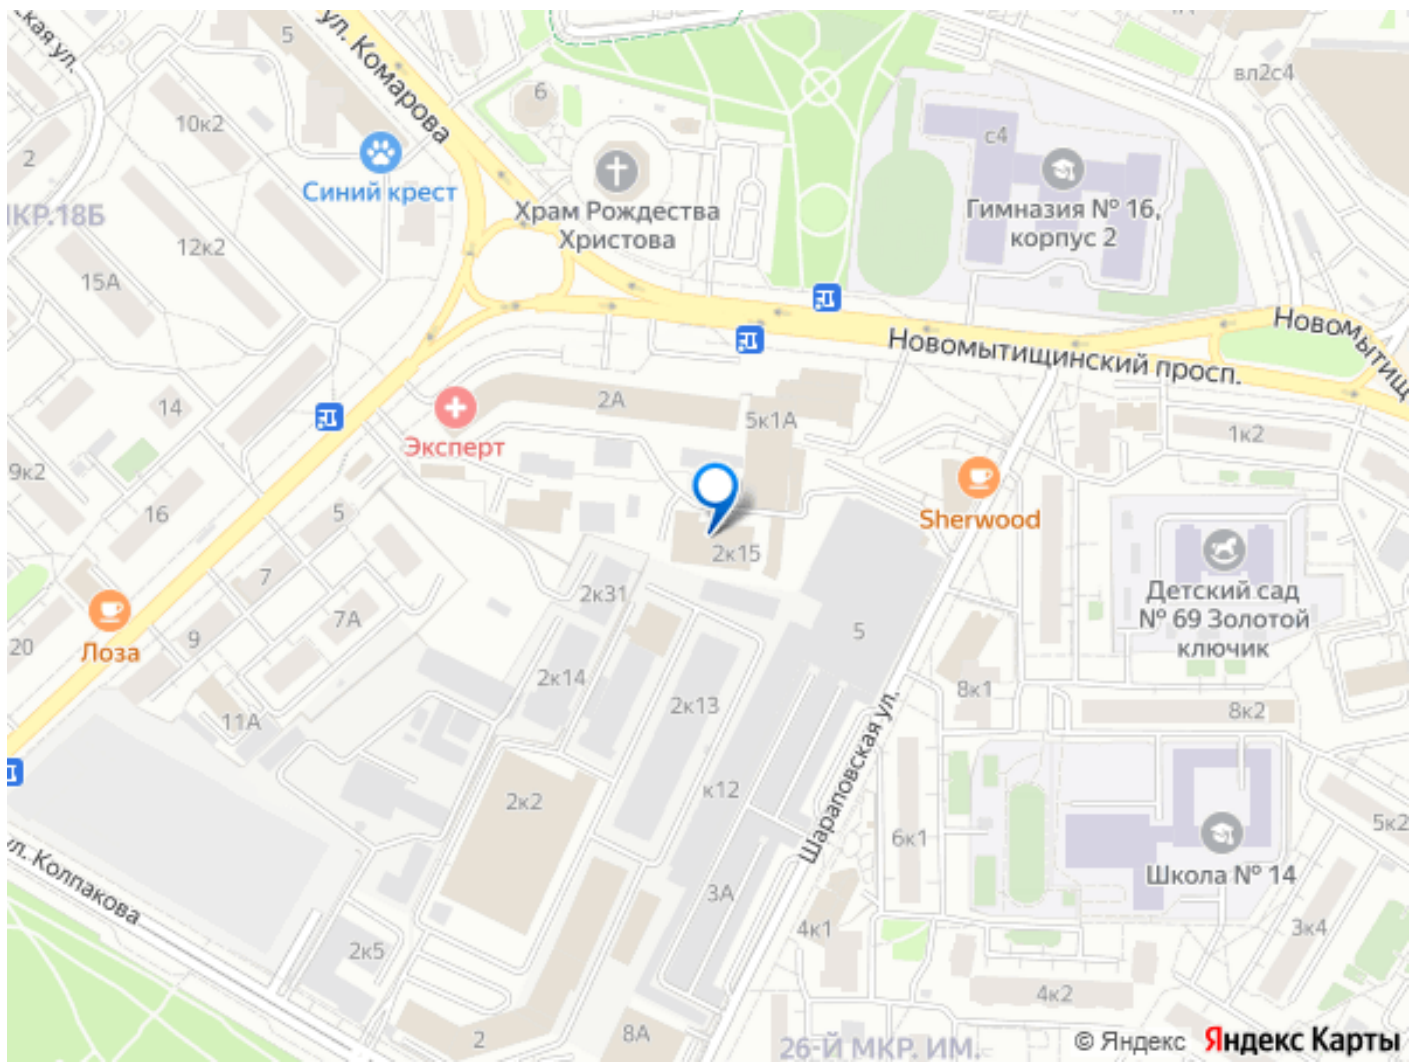 ская ул.
5
ул. Комарова
вл2с4
6
10к2
с4
2
Синий крест
МКР.18Б
Храм Рождества
Христова
Гимназия № 16,
корпус 2
12к2
15А
Новомытищинский просп.
Новомытищ
14
2А
5к1А
Эксперт
1к2
9к2
16
5
Sherwood
2к15
7
2к31
Детский сад
№ 69 Золотой
ключик
7А
9
5
20
Лоза
2к14
8к1
2к13
8к2
11А
Шараповская ул.
к12
2к2
6к1
5к2
ул. Колпакова
3А
Школа № 14
4к1
3к4
2к5
4к2
2
8А
26-Й МКР. ИМ.
© Яндекс Яндекс Карты